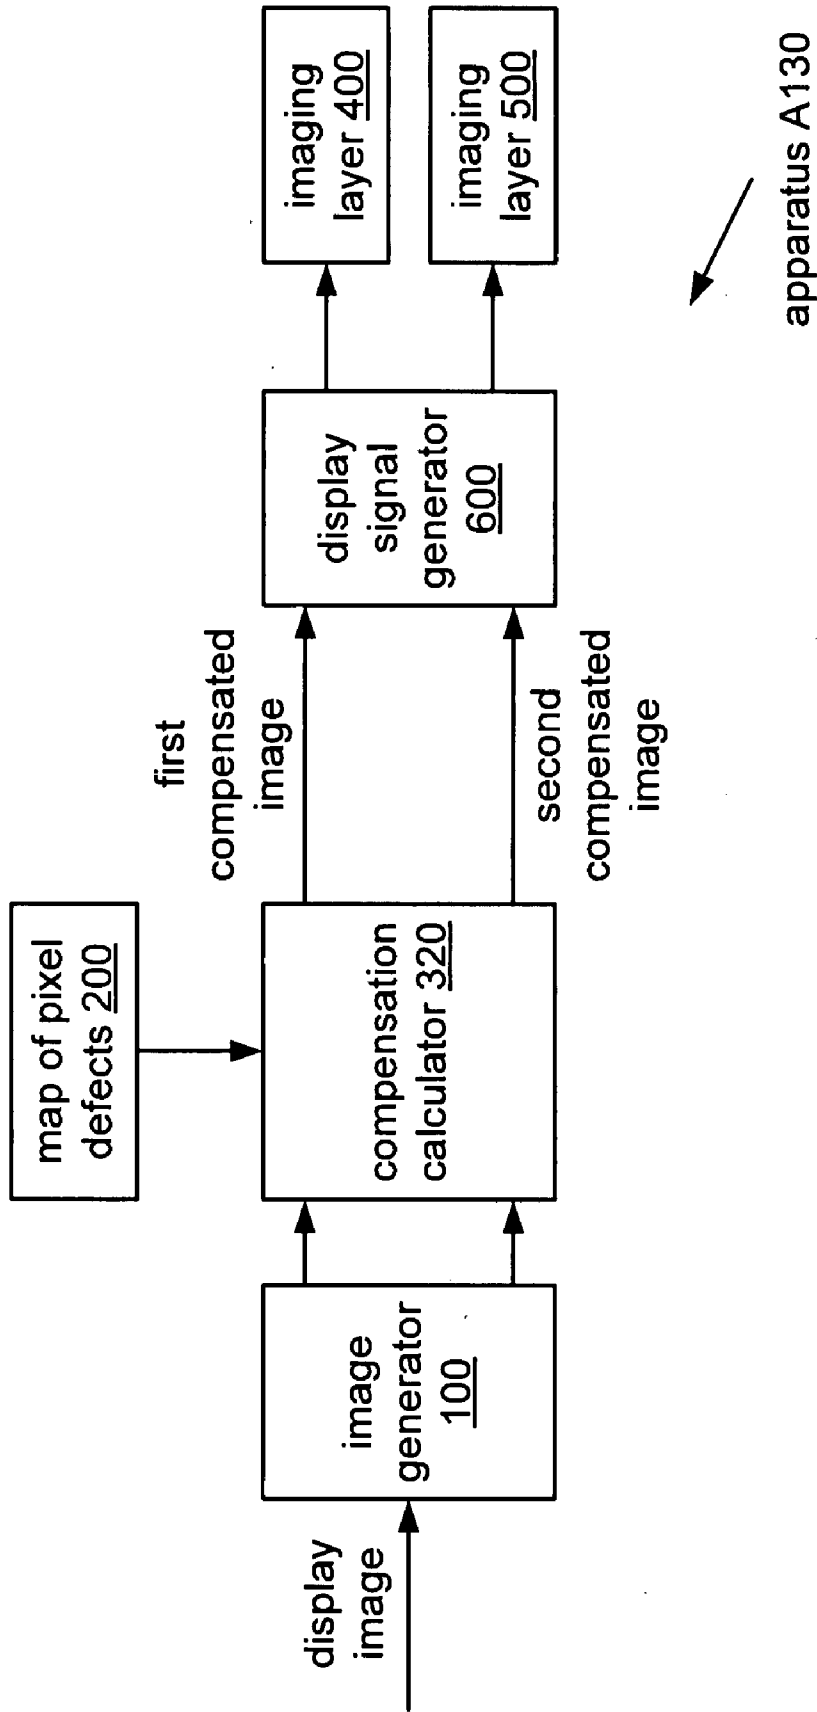 display
image
image
generator
100
map of pixel
defects 200
compensation
calculator 320
first
compensated
image
second
compensated
image
display
signal
generator
600
imaging
layer 400
imaging
layer 500
apparatus A130